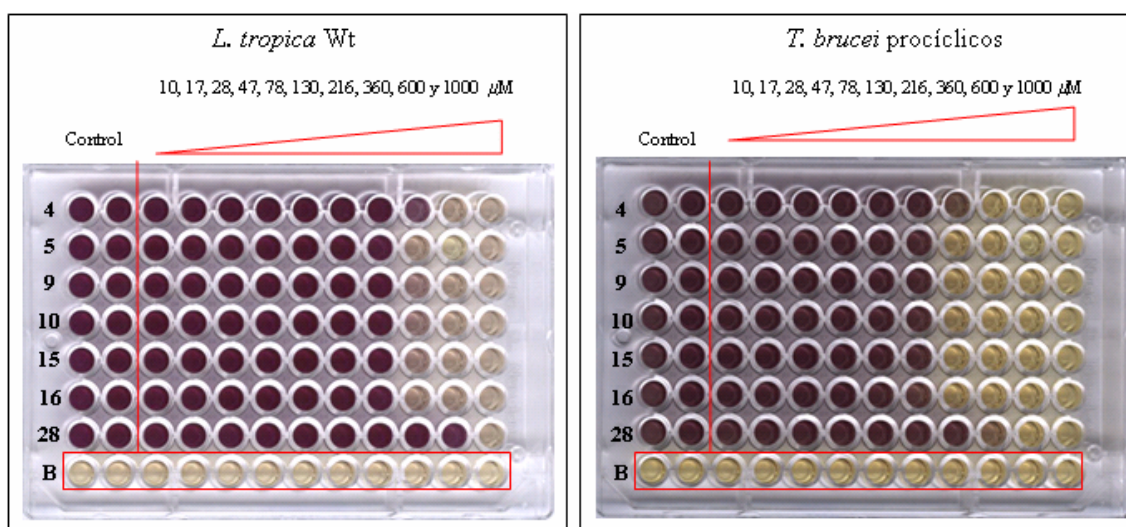 L. tropica Wt
10, 17, 28, 47, 78, 130, 216, 360, 600 y 1000 µM
Control
4
5
9
10
15
16
28
B
T. brucei procíclicos
10, 17, 28, 47, 78, 130, 216, 360, 600 y 1000 µM
Control
4
5
9
10
15
16
28
B